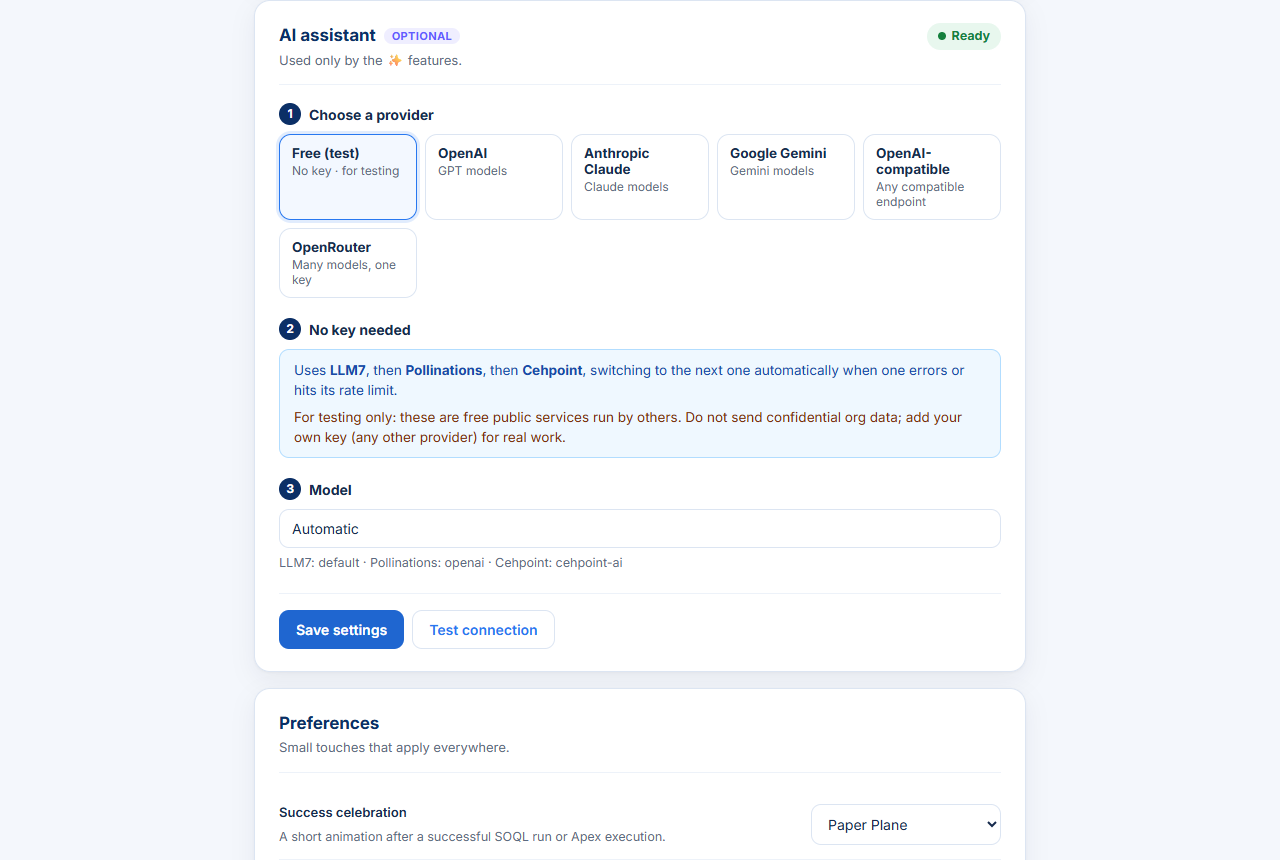 AI assistant OPTIONAL
Ready
Used only by the ✨ features.
1 Choose a provider
Free (test)
No key · for testing
OpenAI
GPT models
Anthropic
Claude
Claude models
Google Gemini
Gemini models
OpenAI-
compatible
Any compatible
endpoint
OpenRouter
Many models, one
key
2 No key needed
Uses LLM7, then Pollinations, then Cehpoint, switching to the next one automatically when one errors or
hits its rate limit.
For testing only: these are free public services run by others. Do not send confidential org data; add your
own key (any other provider) for real work.
3 Model
Automatic
LLM7: default · Pollinations: openai · Cehpoint: cehpoint-ai
Save settings
Test connection
Preferences
Small touches that apply everywhere.
Success celebration
A short animation after a successful SOQL run or Apex execution.
Paper Plane